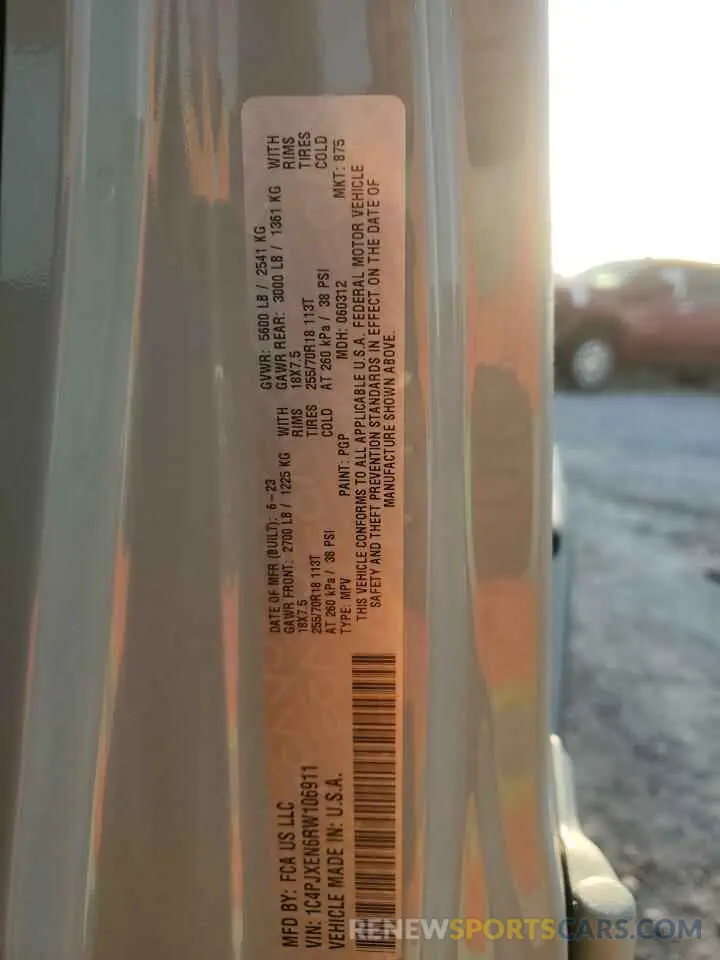 MFD BY: FCA US LLC
DATE OF MFR (BUILT): 6-23
GVWR: 5600 LB / 2541 KG
GAWR FRONT: 2700 LB / 1225 KG WITH
GAWR REAR: 3000 LB / 1361 KG WITH
18X7.5 RIMS
18X7.5 RIMS
255/70R18 113T TIRES
255/70R18 113T TIRES
AT 260 kPa / 38 PSI COLD
AT 260 kPa / 38 PSI COLD
VIN: 1C4PJXEN6RW106911
TYPE: MPV PAINT: PGP MDH: 060312 MKT: 875
VEHICLE MADE IN: U.S.A.
THIS VEHICLE CONFORMS TO ALL APPLICABLE U.S.A. FEDERAL MOTOR VEHICLE
SAFETY AND THEFT PREVENTION STANDARDS IN EFFECT ON THE DATE OF
MANUFACTURE SHOWN ABOVE.
RENEWSPORTSCARS.COM